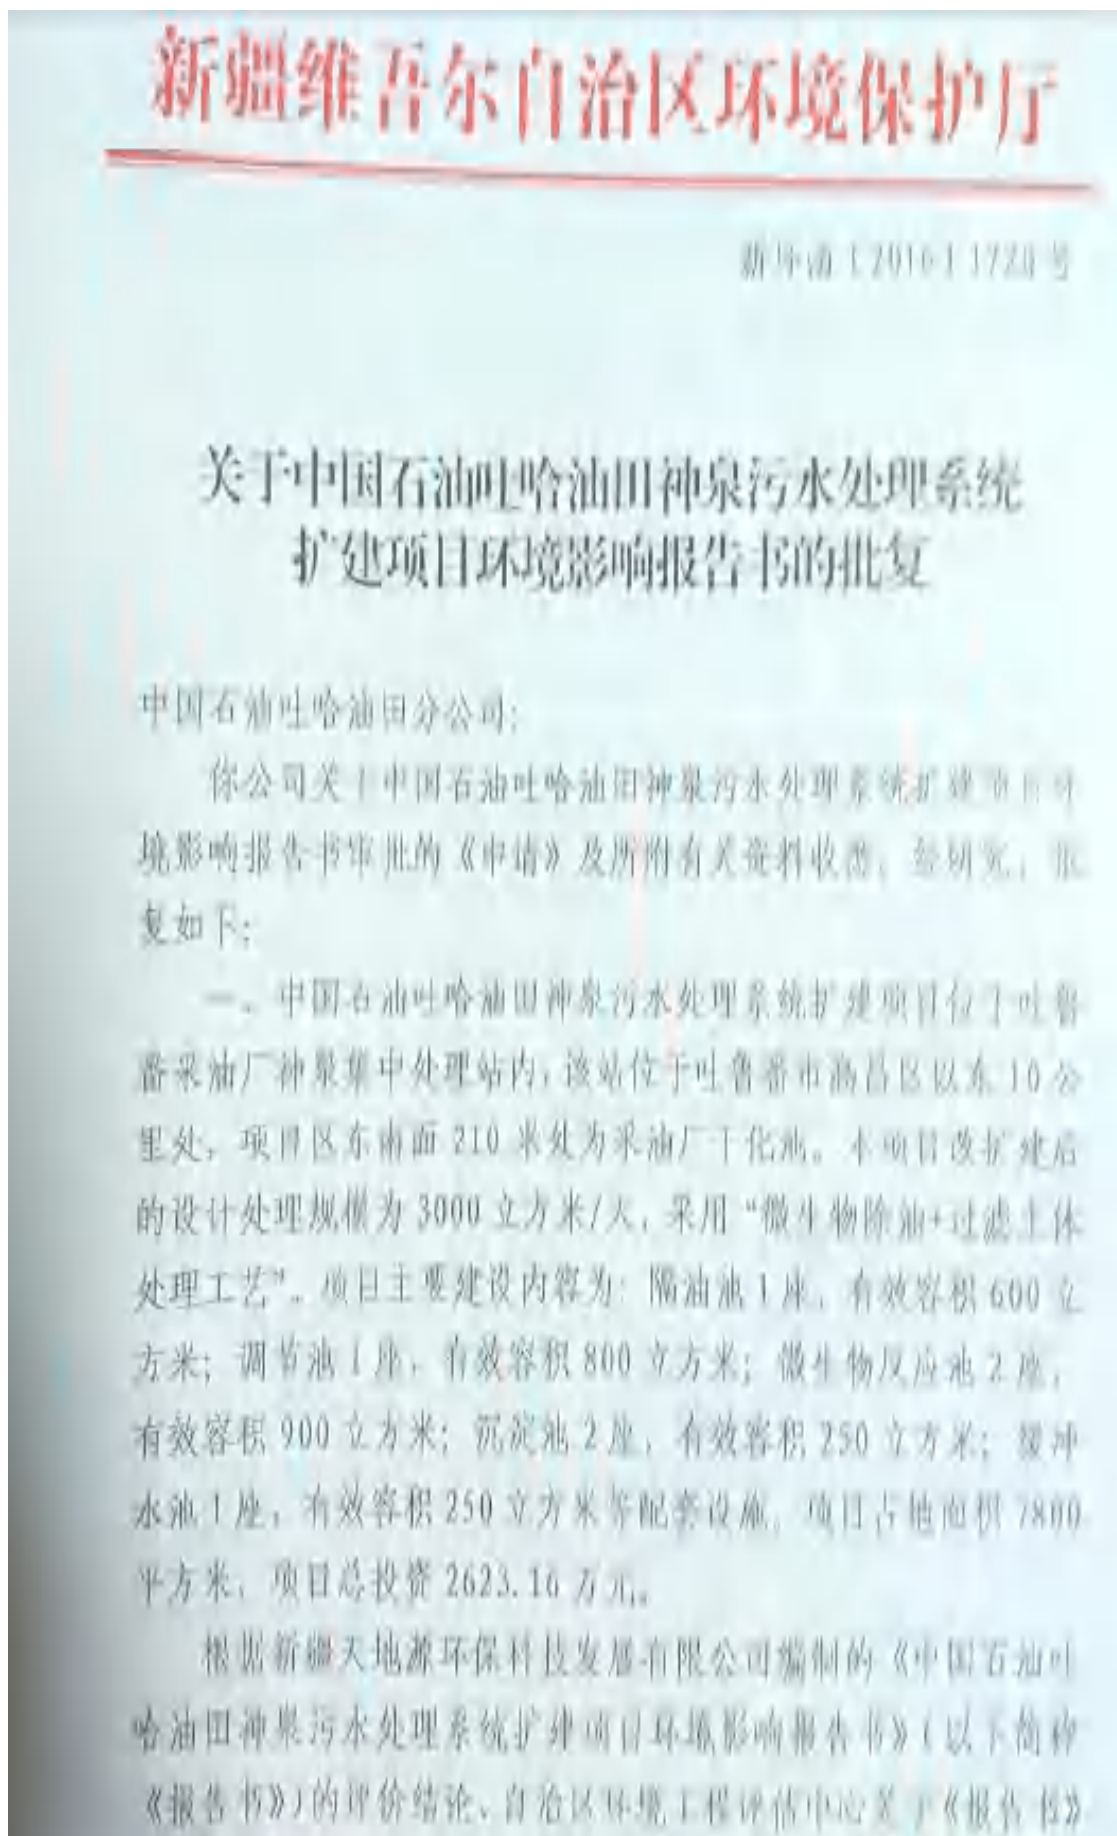 新疆维吾尔自治区环境保护厅
新环函〔2016〕1720号
关于中国石油吐哈油田神泉污水处理系统
扩建项目环境影响报告书的批复
中国石油吐哈油田分公司:
你公司关于中国石油吐哈油田神泉污水处理系统扩建项目环
境影响报告书审批的《申请》及所附有关资料收悉。经研究,批
复如下:
一、中国石油吐哈油田神泉污水处理系统扩建项目位于吐鲁
番采油厂神泉集中处理站内,该站位于吐鲁番市高昌区以东10公
里处,项目区东南面210米处为采油厂干化池。本项目改扩建后
的设计处理规模为3000立方米/天,采用“微生物除油+过滤主体
处理工艺”。项目主要建设内容为:隔油池1座,有效容积600立
方米;调节池1座,有效容积800立方米;微生物反应池2座,
有效容积900立方米;沉淀池2座,有效容积250立方米;缓冲
水池1座,有效容积250立方米等配套设施。项目占地面积7800
平方米,项目总投资2623.16万元。
根据新疆天地源环保科技发展有限公司编制的《中国石油吐
哈油田神泉污水处理系统扩建项目环境影响报告书》(以下简称
《报告书》)的评价结论、自治区环境工程评估中心关于《报告书》